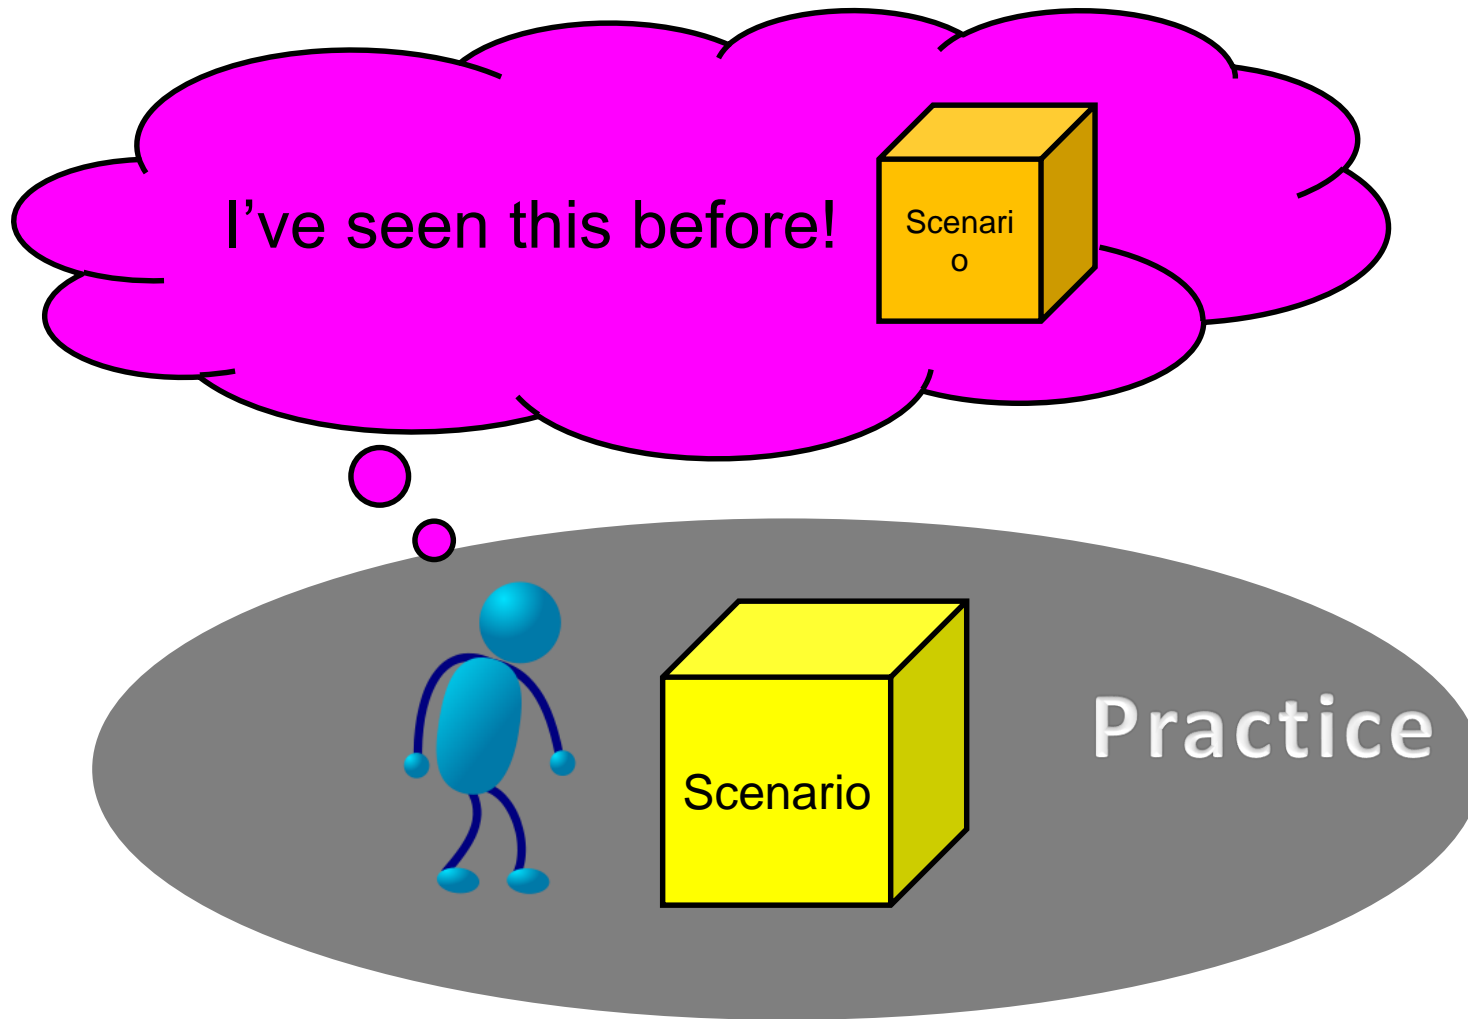 I’ve seen this before!
Scenari
o
Practice
Scenario